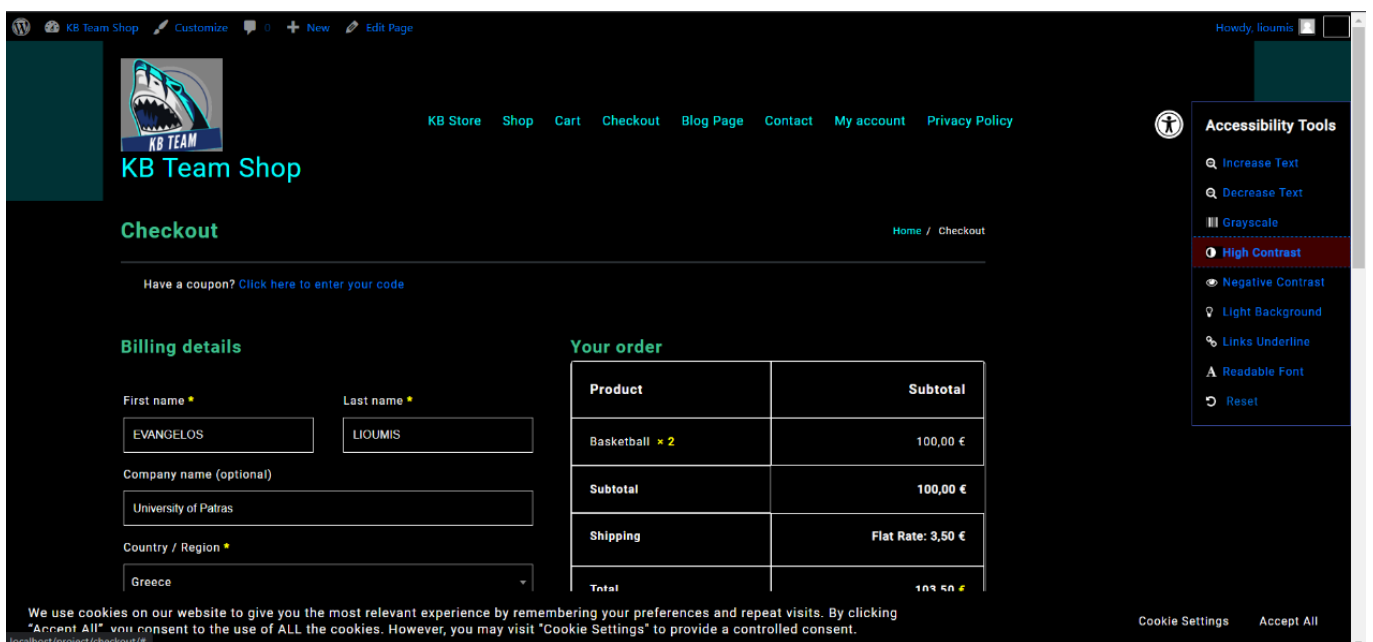 KB Team Shop Customize 0 New Edit Page Howdy, lioumis
KB TEAM
KB Team Shop
KB Store Shop Cart Checkout Blog Page Contact My account Privacy Policy
Accessibility Tools
Increase Text
Decrease Text
Grayscale
High Contrast
Negative Contrast
Light Background
Links Underline
Readable Font
Reset
Checkout
Home / Checkout
Have a coupon? Click here to enter your code
Billing details
First name *
Last name *
EVANGELOS
LIOUMIS
Company name (optional)
University of Patras
Country / Region *
Greece
Your order
Product Subtotal
Basketball × 2 100,00 €
Subtotal 100,00 €
Shipping Flat Rate: 3,50 €
Total 103,50 €
We use cookies on our website to give you the most relevant experience by remembering your preferences and repeat visits. By clicking
"Accept All", you consent to the use of ALL the cookies. However, you may visit "Cookie Settings" to provide a controlled consent.
Cookie Settings Accept All
localhost/project/checkout/#